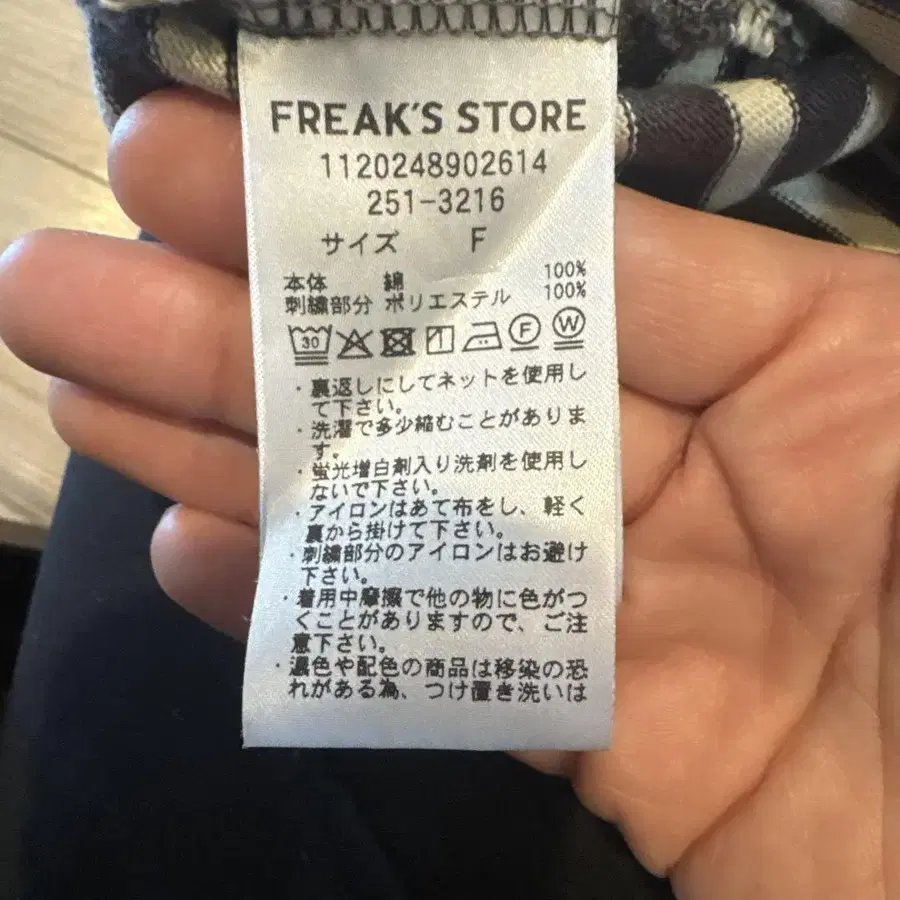 FREAK'S STORE
1120248902614
251-3216
サイズ F
本体 綿 100%
刺繍部分 ポリエステル 100%
30 F W
・裏返しにしてネットを使用し
て下さい。
・洗濯で多少縮むことがありま
す。
・蛍光増白剤入り洗剤を使用し
ないで下さい。
・アイロンはあて布をし、軽く
裏から掛けて下さい。
・刺繍部分のアイロンはお避け
下さい。
・着用中摩擦で他の物に色がつ
くことがありますので、ご注
意下さい。
・濃色や配色の商品は移染の恐
れがある為、つけ置き洗いは